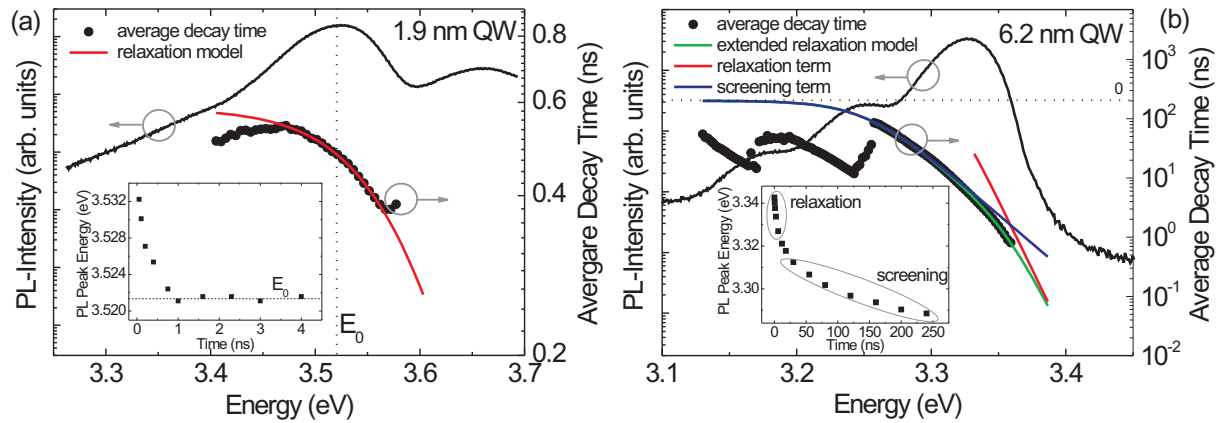 (a)
average decay time
relaxation model
1.9 nm QW
PL-Intensity (arb. units)
0.8
0.6
0.4
0.2
Avergare Decay Time (ns)
PL Peak Energy (eV)
3.532
3.528
3.524
3.520
E0
0 1 2 3 4
Time (ns)
E0
3.3 3.4 3.5 3.6 3.7
Energy (eV)
(b)
average decay time
extended relaxation model
relaxation term
screening term
6.2 nm QW
PL-Intensity (arb. units)
10^3
10^2
10^1
10^0
10^-1
10^-2
Average Decay Time (ns)
0
PL Peak Energy (eV)
3.34
3.32
3.30
relaxation
screening
0 50 100 150 200 250
Time (ns)
3.1 3.2 3.3 3.4
Energy (eV)